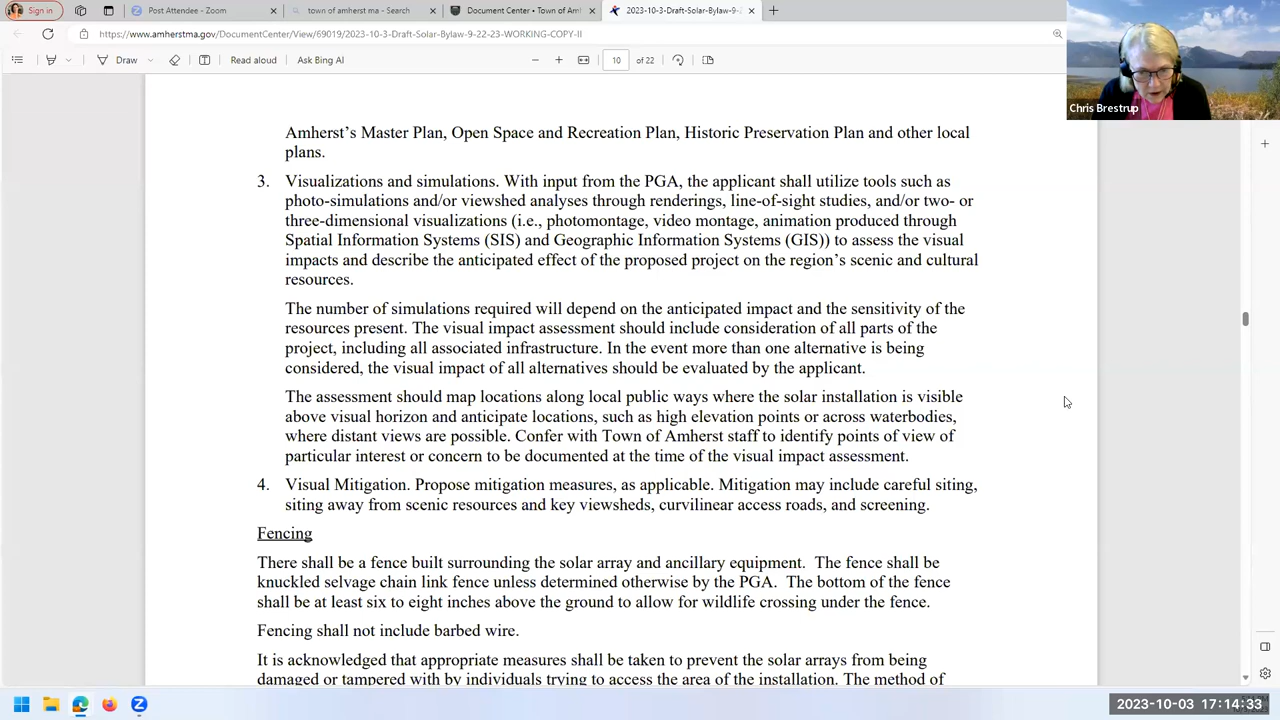 Sign in
Post Attendee - Zoom
town of amherst ma - Search
Document Center • Town of Am
2023-10-3-Draft-Solar-Bylaw-9-2
https://www.amherstma.gov/DocumentCenter/View/69019/2023-10-3-Draft-Solar-Bylaw-9-22-23-WORKING-COPY-II
Draw
Read aloud
Ask Bing AI
10 of 22
Chris Brestrup
Amherst's Master Plan, Open Space and Recreation Plan, Historic Preservation Plan and other local
plans.
3. Visualizations and simulations. With input from the PGA, the applicant shall utilize tools such as
photo-simulations and/or viewshed analyses through renderings, line-of-sight studies, and/or two- or
three-dimensional visualizations (i.e., photomontage, video montage, animation produced through
Spatial Information Systems (SIS) and Geographic Information Systems (GIS)) to assess the visual
impacts and describe the anticipated effect of the proposed project on the region's scenic and cultural
resources.
The number of simulations required will depend on the anticipated impact and the sensitivity of the
resources present. The visual impact assessment should include consideration of all parts of the
project, including all associated infrastructure. In the event more than one alternative is being
considered, the visual impact of all alternatives should be evaluated by the applicant.
The assessment should map locations along local public ways where the solar installation is visible
above visual horizon and anticipate locations, such as high elevation points or across waterbodies,
where distant views are possible. Confer with Town of Amherst staff to identify points of view of
particular interest or concern to be documented at the time of the visual impact assessment.
4. Visual Mitigation. Propose mitigation measures, as applicable. Mitigation may include careful siting,
siting away from scenic resources and key viewsheds, curvilinear access roads, and screening.
Fencing
There shall be a fence built surrounding the solar array and ancillary equipment. The fence shall be
knuckled selvage chain link fence unless determined otherwise by the PGA. The bottom of the fence
shall be at least six to eight inches above the ground to allow for wildlife crossing under the fence.
Fencing shall not include barbed wire.
It is acknowledged that appropriate measures shall be taken to prevent the solar arrays from being
damaged or tampered with by individuals trying to access the area of the installation. The method of
2023-10-03 17:14:33